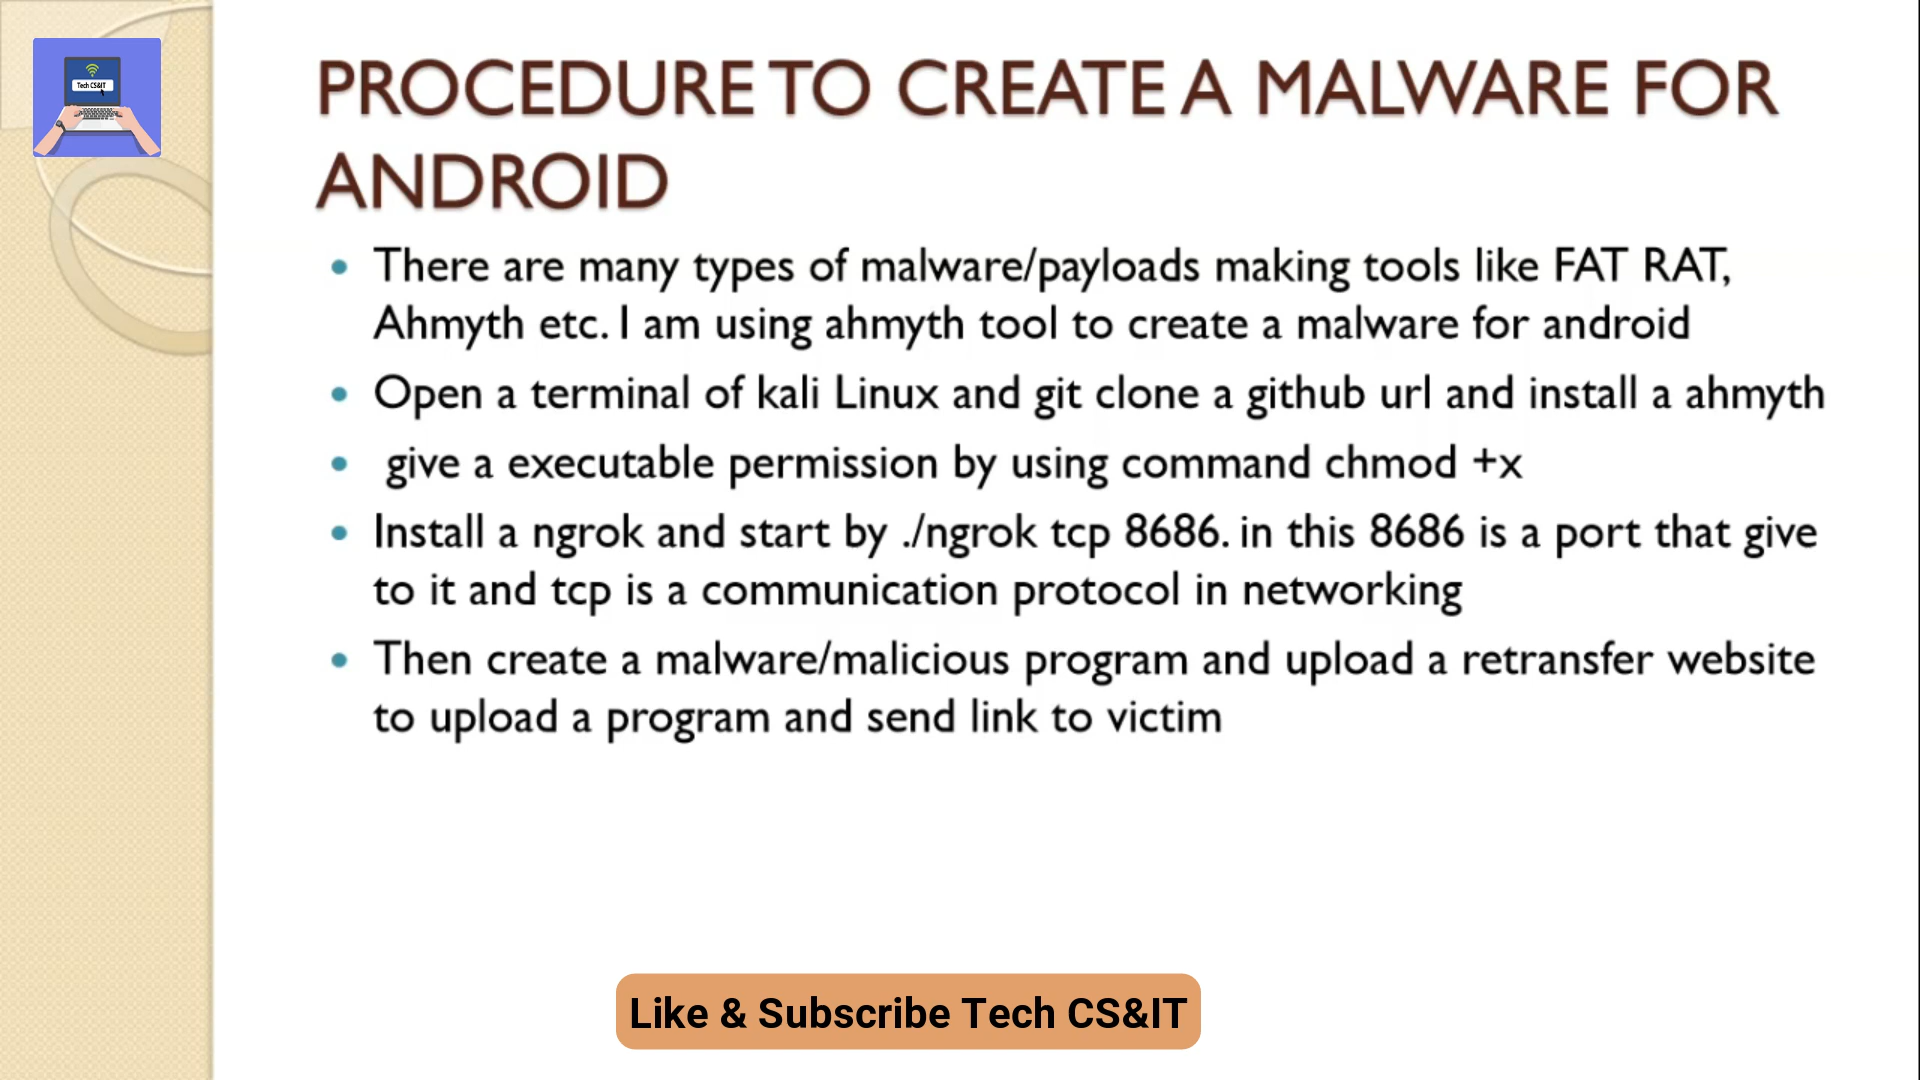 Tech CS&IT
PROCEDURE TO CREATE A MALWARE FOR
ANDROID
There are many types of malware/payloads making tools like FAT RAT,
Ahmyth etc. I am using ahmyth tool to create a malware for android
Open a terminal of kali Linux and git clone a github url and install a ahmyth
give a executable permission by using command chmod +x
Install a ngrok and start by ./ngrok tcp 8686. in this 8686 is a port that give
to it and tcp is a communication protocol in networking
Then create a malware/malicious program and upload a retransfer website
to upload a program and send link to victim
Like & Subscribe Tech CS&IT